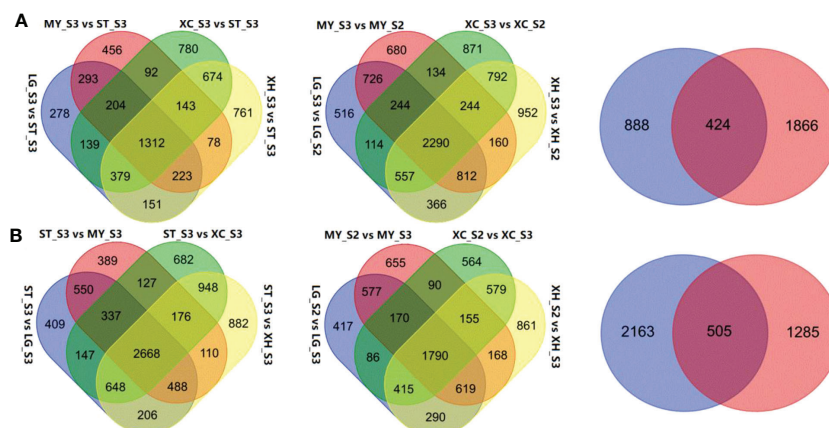 A
MY_S3 vs ST_S3 XC_S3 vs ST_S3
LG_S3 vs ST_S3
XH_S3 vs ST_S3
456 780
293 92 674
278 204 143 761
139 1312 78
379 223
151
MY_S3 vs MY_S2 XC_S3 vs XC_S2
LG_S3 vs LG_S2
XH_S3 vs XH_S2
680 871
726 134 792
516 244 244 952
114 2290 160
557 812
366
888 424 1866
B
ST_S3 vs MY_S3 ST_S3 vs XC_S3
ST_S3 vs LG_S3
ST_S3 vs XH_S3
389 682
550 127 948
409 337 176 882
147 2668 110
648 488
206
MY_S2 vs MY_S3 XC_S2 vs XC_S3
LG_S2 vs LG_S3
XH_S2 vs XH_S3
655 564
577 90 579
417 170 155 861
86 1790 168
415 619
290
2163 505 1285